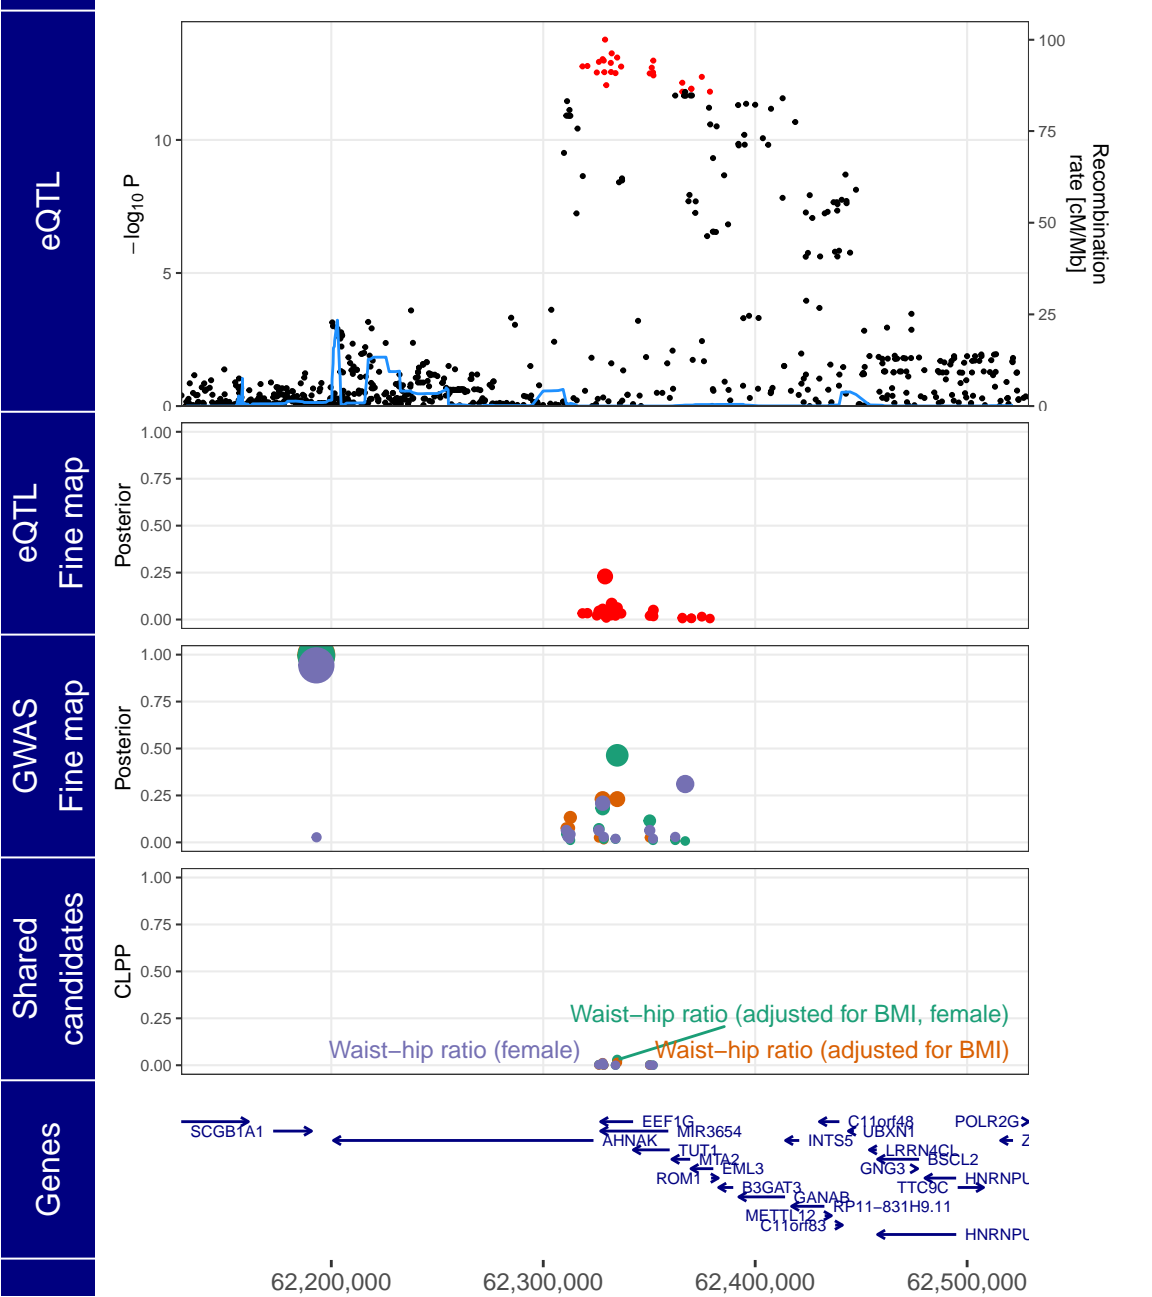 eQTL
−log10 P
10
5
0
100
75
50
25
0
Recombination
rate [cM/Mb]
eQTL
Fine map
Posterior
1.00
0.75
0.50
0.25
0.00
GWAS
Fine map
Posterior
1.00
0.75
0.50
0.25
0.00
Shared
candidates
CLPP
1.00
0.75
0.50
0.25
0.00
Waist−hip ratio (adjusted for BMI, female)
Waist−hip ratio (female)
Waist−hip ratio (adjusted for BMI)
Genes
EEF1G
C11orf48
POLR2G
SCGB1A1
MIR3654
UBXN1
AHNAK
INTS5
Z
TUT1
LRRN4CL
MTA2
BSCL2
EML3
GNG3
ROM1
HNRNPU
B3GAT3
TTC9C
GANAB
RP11−831H9.11
METTL12
C11orf83
HNRNPU
62,200,000
62,300,000
62,400,000
62,500,000